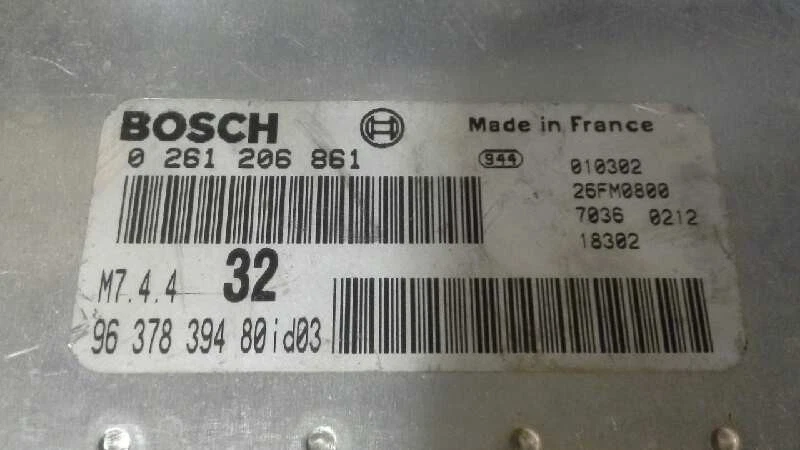 BOSCH
Made in France
0 261 206 861
944
010302
26FM0800
7036 0212
18302
M7.4.4
32
96 378 394 80id03